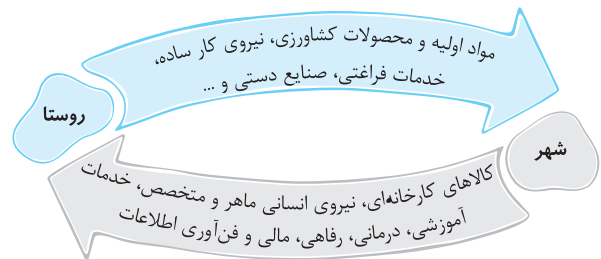 مواد اولیه و محصولات کشاورزی، نیروی کار ساده،
خدمات فراغتی، صنایع دستی و ...
روستا
شهر
کالاهای کارخانه‌ای، نیروی انسانی ماهر و متخصص، خدمات
آموزشی، درمانی، رفاهی، مالی و فن‌آوری اطلاعات